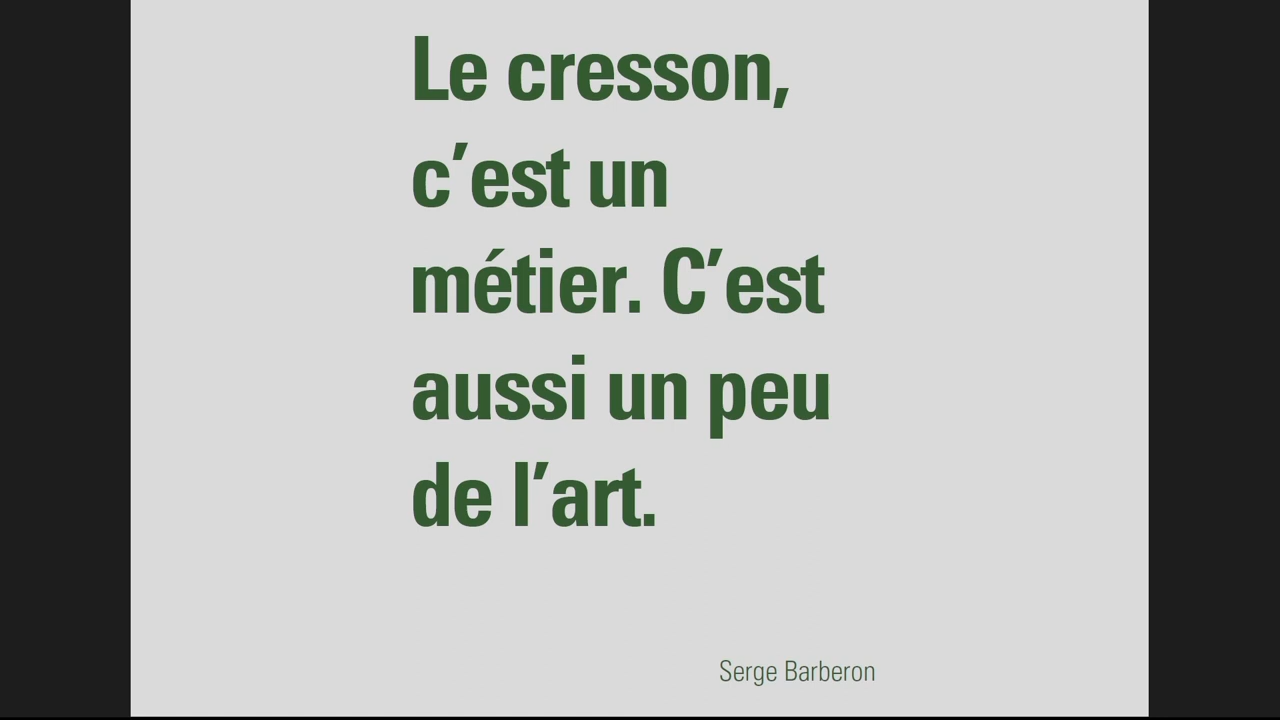 Le cresson,
c’est un
métier. C’est
aussi un peu
de l’art.
Serge Barberon